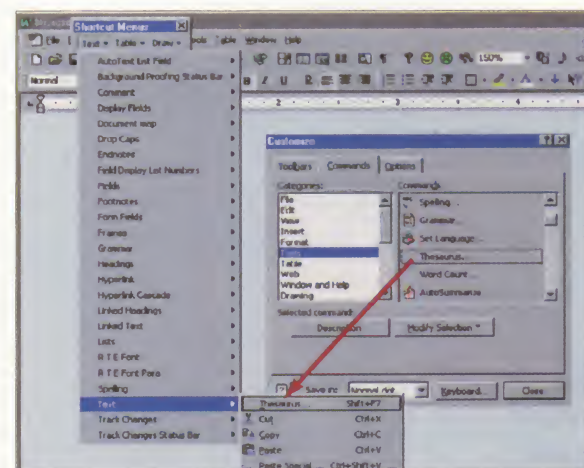 Shortcut Menus
Text Table Draw
Table Window Help
150%
Normal
AutoText List Field
Background Proofing Status Bar
Comment
Display Fields
Document map
Drop Caps
Endnotes
Field Display List Numbers
Fields
Footnotes
Form Fields
Frames
Grammar
Headings
Hyperlink
Hyperlink Cascade
Linked Headings
Linked Text
Lists
R T E Font
R T E Font Para
Spelling
Text
Track Changes
Track Changes Status Bar
Customize
Toolbars Commands Options
Categories:
File
Edit
View
Insert
Format
Tools
Table
Web
Window and Help
Drawing
Commands
Spelling...
Grammar...
Set Language...
Thesaurus...
Word Count...
AutoSummarize
Selected command:
Description Modify Selection
Save in: Normal.dot Keyboard... Close
Thesaurus... Shift+F7
Cut Ctrl+X
Copy Ctrl+C
Paste Ctrl+V
Paste Special... Ctrl+Shift+V